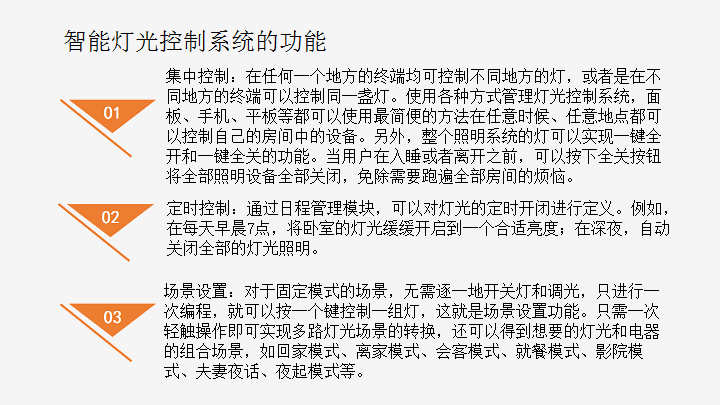 智能灯光控制系统的功能
01
集中控制：在任何一个地方的终端均可控制不同地方的灯，或者是在不
同地方的终端可以控制同一盏灯。使用各种方式管理灯光控制系统，面
板、手机、平板等都可以使用最简便的方法在任意时候、任意地点都可
以控制自己的房间中的设备。另外，整个照明系统的灯可以实现一键全
开和一键全关的功能。当用户在入睡或者离开之前，可以按下全关按钮
将全部照明设备全部关闭，免除需要跑遍全部房间的烦恼。
02
定时控制：通过日程管理模块，可以对灯光的定时开闭进行定义。例如，
在每天早晨7点，将卧室的灯光缓缓开启到一个合适亮度；在深夜，自动
关闭全部的灯光照明。
03
场景设置：对于固定模式的场景，无需逐一地开关灯和调光，只进行一
次编程，就可以按一个键控制一组灯，这就是场景设置功能。只需一次
轻触操作即可实现多路灯光场景的转换，还可以得到想要的灯光和电器
的组合场景，如回家模式、离家模式、会客模式、就餐模式、影院模
式、夫妻夜话、夜起模式等。